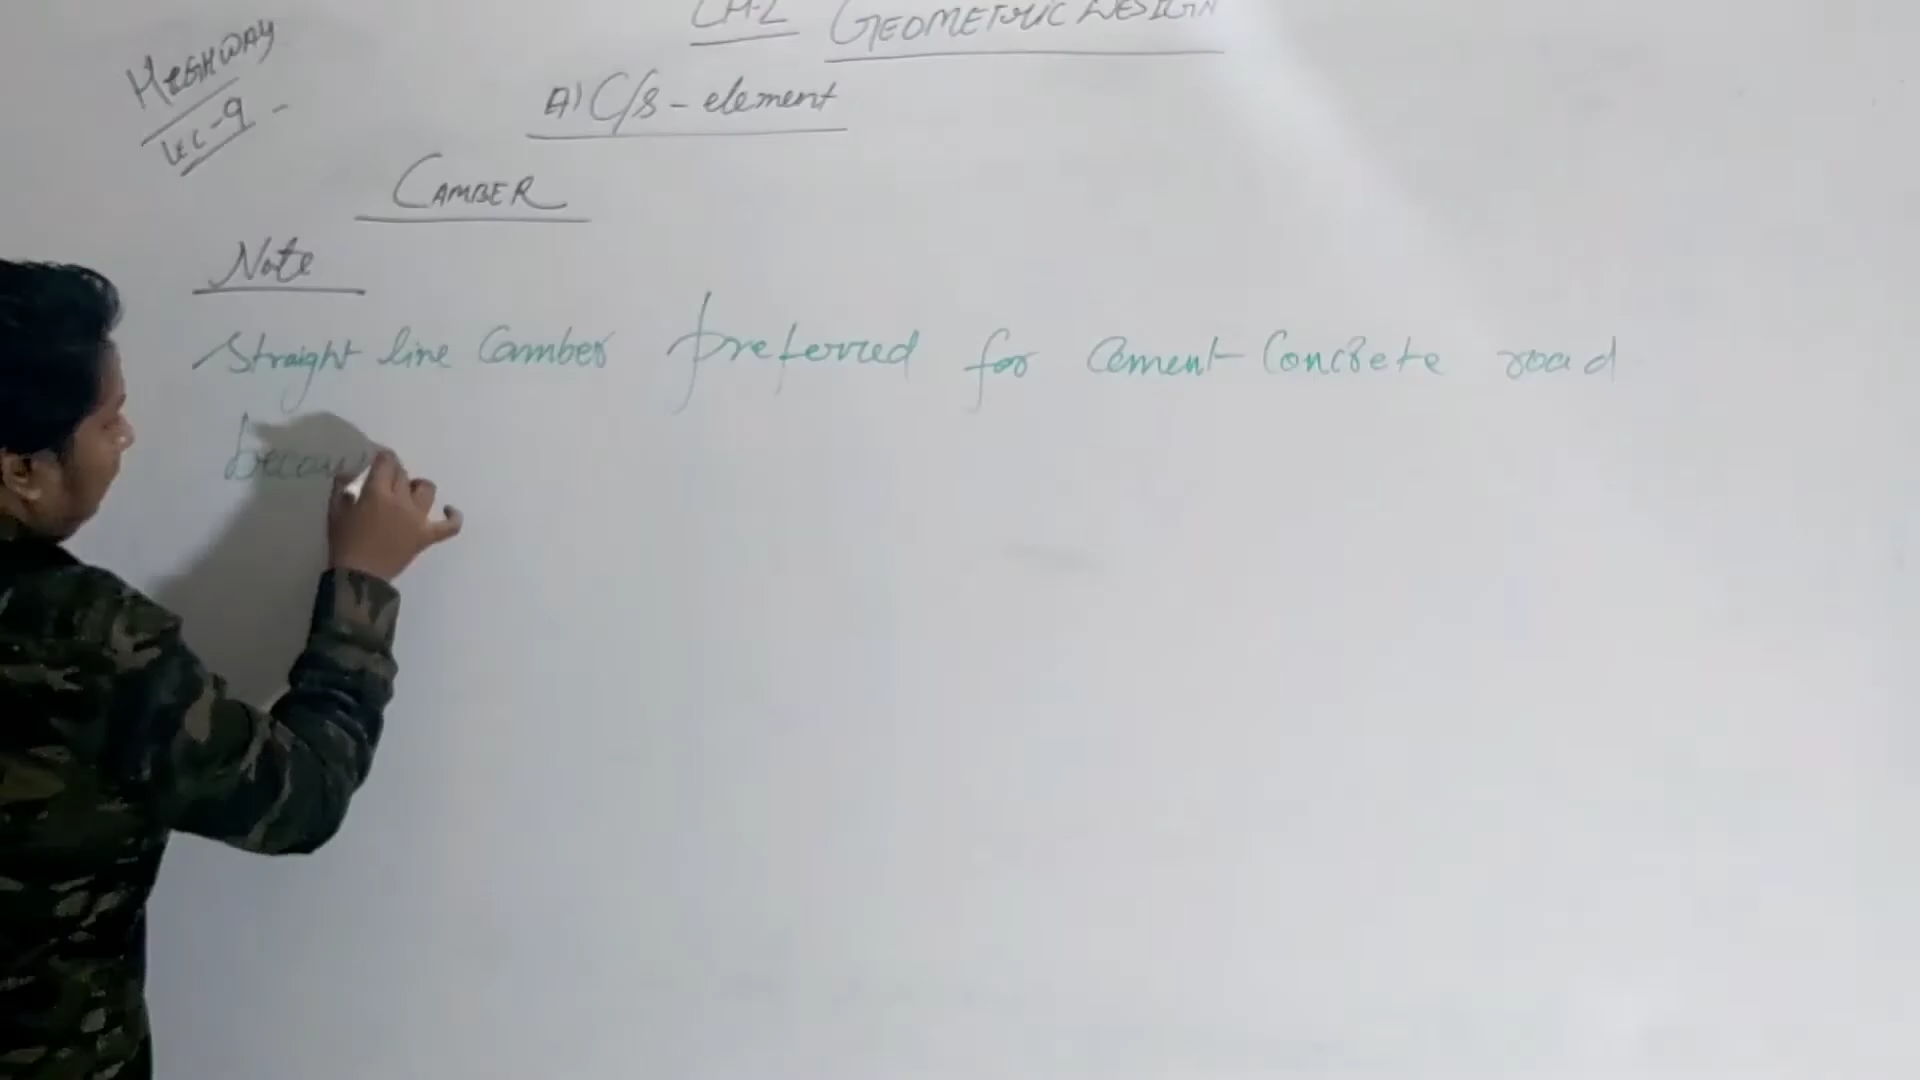 CH-2 GEOMETRIC DESIGN
HIGHWAY
LEC-9
A) C/S - element
CAMBER
Note
Straight line Camber preferred for Cement Concrete road